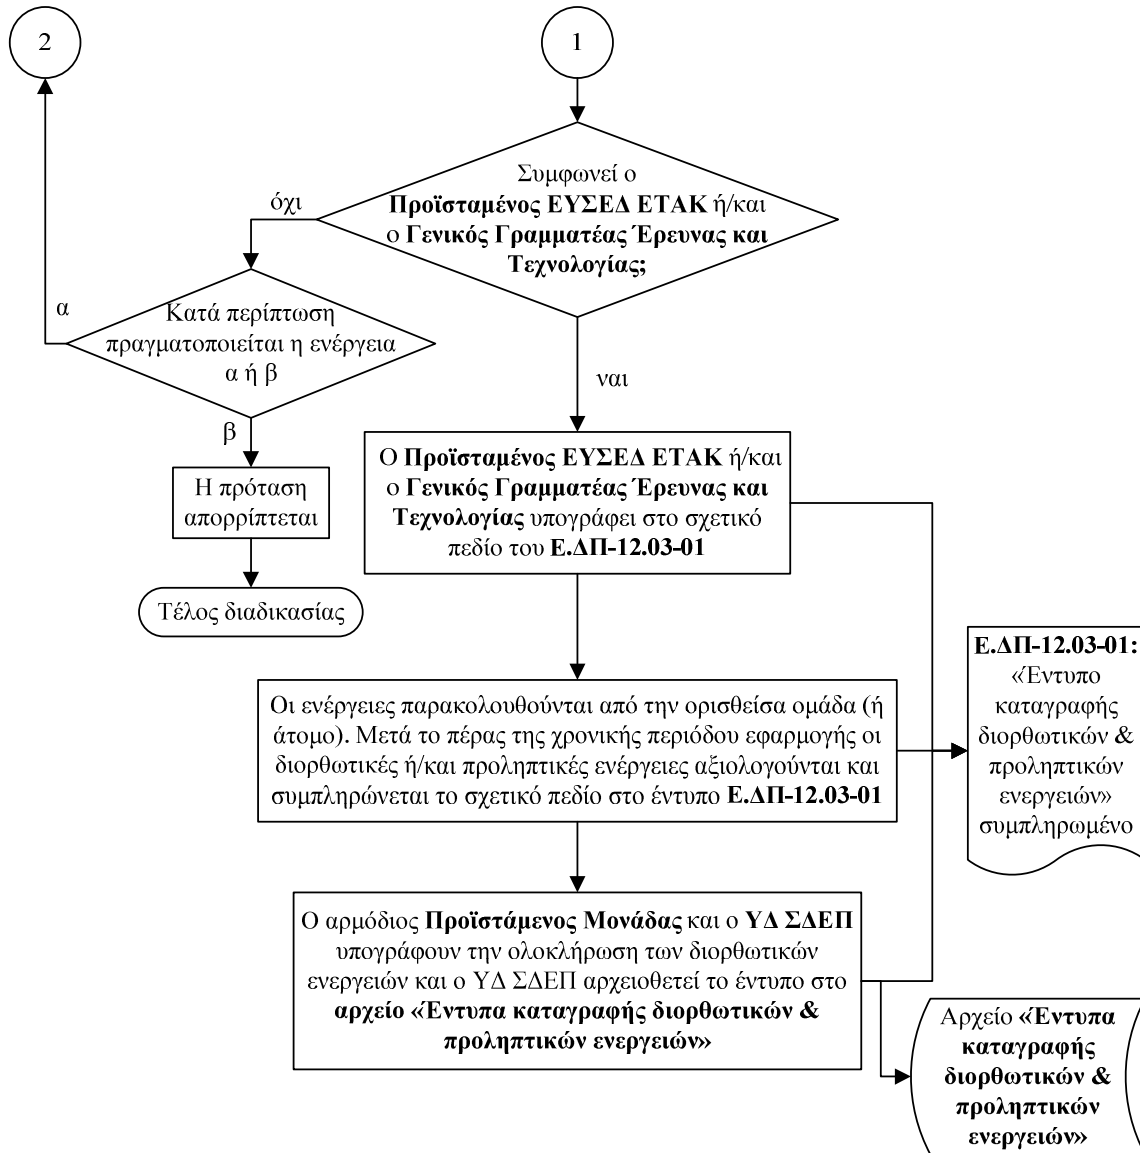 2
1
Συμφωνεί ο
Προϊσταμένος ΕΥΣΕΔ ΕΤΑΚ ή/και
ο Γενικός Γραμματέας Έρευνας και
Τεχνολογίας;
όχι
α
Κατά περίπτωση
πραγματοποιείται η ενέργεια
α ή β
ναι
β
Η πρόταση
απορρίπτεται
Τέλος διαδικασίας
Ο Προϊσταμένος ΕΥΣΕΔ ΕΤΑΚ ή/και
ο Γενικός Γραμματέας Έρευνας και
Τεχνολογίας υπογράφει στο σχετικό
πεδίο του Ε.ΔΠ-12.03-01
Οι ενέργειες παρακολουθούνται από την ορισθείσα ομάδα (ή
άτομο). Μετά το πέρας της χρονικής περιόδου εφαρμογής οι
διορθωτικές ή/και προληπτικές ενέργειες αξιολογούνται και
συμπληρώνεται το σχετικό πεδίο στο έντυπο Ε.ΔΠ-12.03-01
Ε.ΔΠ-12.03-01:
«Έντυπο
καταγραφής
διορθωτικών &
προληπτικών
ενεργειών»
συμπληρωμένο
Ο αρμόδιος Προϊστάμενος Μονάδας και ο ΥΔ ΣΔΕΠ
υπογράφουν την ολοκλήρωση των διορθωτικών
ενεργειών και ο ΥΔ ΣΔΕΠ αρχειοθετεί το έντυπο στο
αρχείο «Έντυπα καταγραφής διορθωτικών &
προληπτικών ενεργειών»
Αρχείο «Έντυπα
καταγραφής
διορθωτικών &
προληπτικών
ενεργειών»